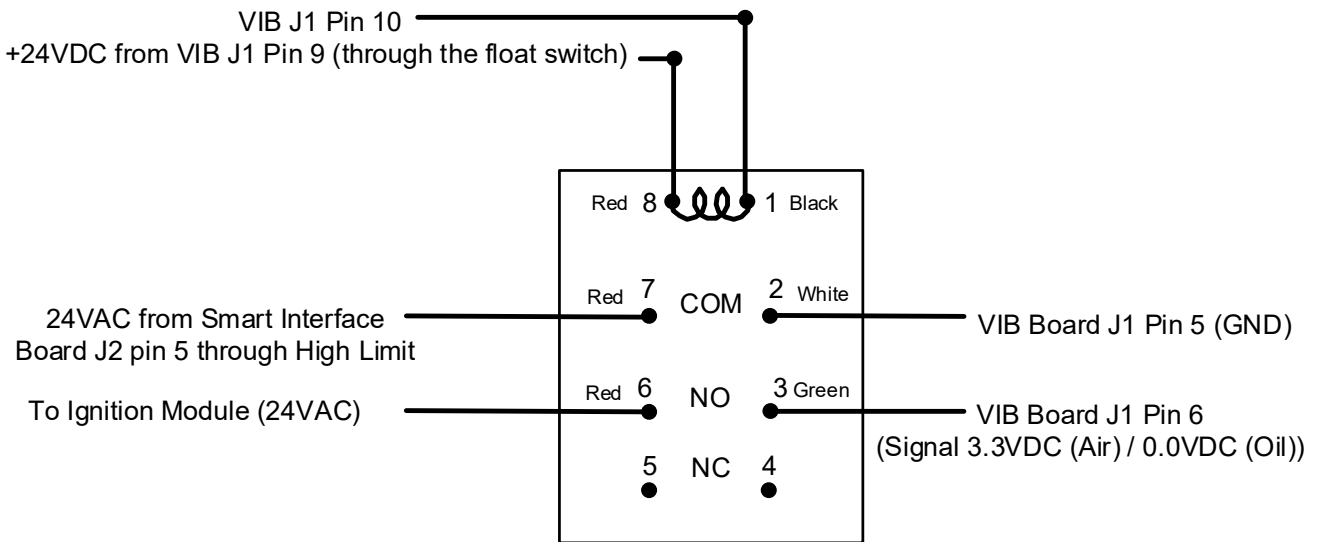 VIB J1 Pin 10
+24VDC from VIB J1 Pin 9 (through the float switch)
Red 8 1 Black
Red 7 COM 2 White
24VAC from Smart Interface
Board J2 pin 5 through High Limit
VIB Board J1 Pin 5 (GND)
Red 6 NO 3 Green
To Ignition Module (24VAC)
VIB Board J1 Pin 6
(Signal 3.3VDC (Air) / 0.0VDC (Oil))
5 NC 4